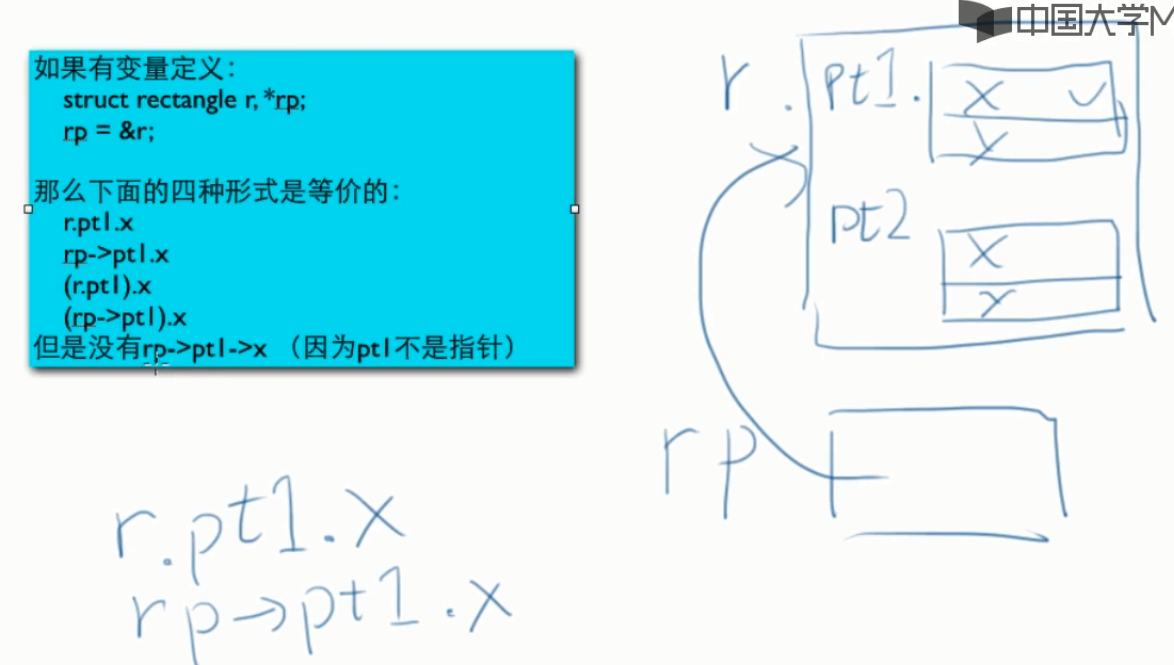 中国大学M
如果有变量定义：
struct rectangle r, *rp;
rp = &r;
那么下面的四种形式是等价的：
r.pt1.x
rp->pt1.x
(r.pt1).x
(rp->pt1).x
但是没有rp->pt1->x （因为pt1不是指针）
r . pt1.
x
y
pt2
x
y
rp
r.pt1.x
rp→pt1.x